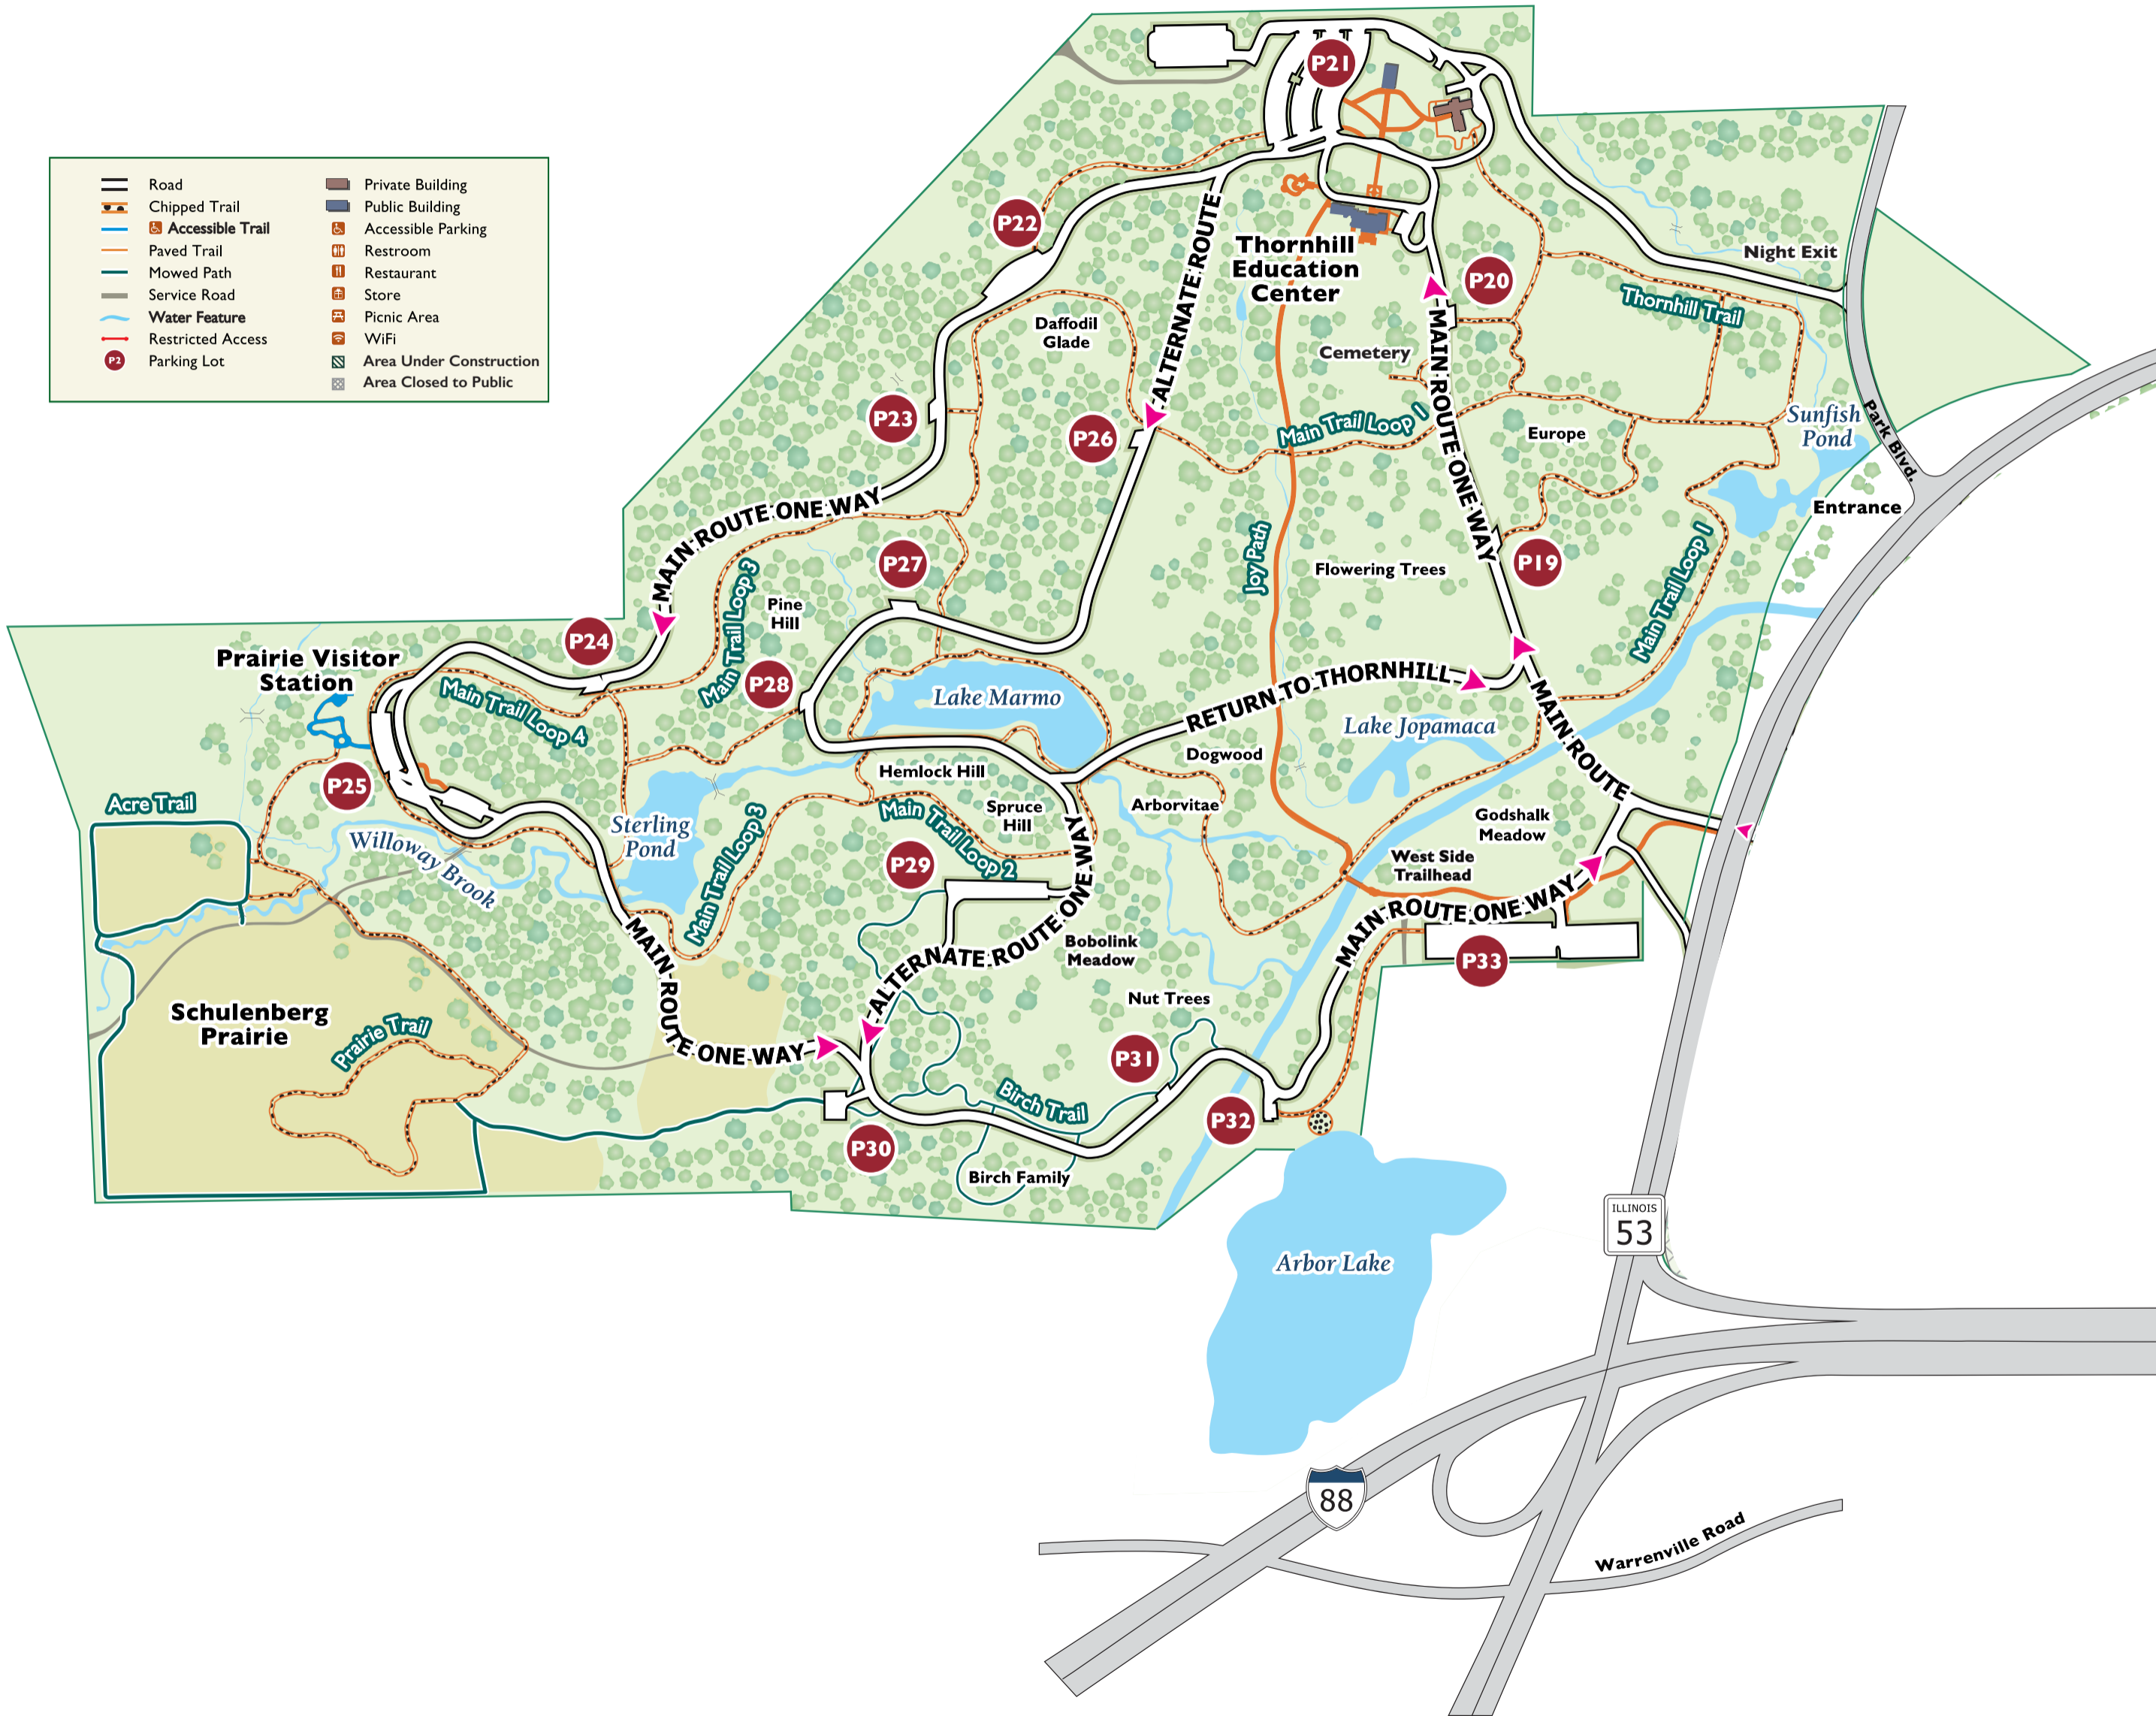 Road
Chipped Trail
Accessible Trail
Paved Trail
Mowed Path
Service Road
Water Feature
Restricted Access
P2 Parking Lot
Private Building
Public Building
Accessible Parking
Restroom
Restaurant
Store
Picnic Area
WiFi
Area Under Construction
Area Closed to Public
P21
P22
ALTERNATE ROUTE
Thornhill
Education
Center
P20
Night Exit
Thornhill Trail
Daffodil
Glade
Cemetery
MAIN ROUTE ONE WAY
P23
P26
Main Trail Loop 1
Europe
Sunfish
Pond
Park Blvd.
Entrance
MAIN ROUTE ONE WAY
P27
Joy Path
Flowering Trees
P19
Main Trail Loop 1
Main Trail Loop 3
Pine
Hill
P24
Prairie Visitor
Station
Main Trail Loop 4
P28
Lake Marmo
RETURN TO THORNHILL
Lake Jopamaca
MAIN ROUTE
Dogwood
Hemlock Hill
P25
Acre Trail
Arborvitae
Spruce
Hill
Godshalk
Meadow
Sterling
Pond
Willoway Brook
Main Trail Loop 3
Main Trail Loop 2
P29
West Side
Trailhead
ALTERNATE ROUTE ONE WAY
MAIN ROUTE ONE WAY
Bobolink
Meadow
P33
MAIN ROUTE ONE WAY
Nut Trees
Schulenberg
Prairie
Prairie Trail
P31
Birch Trail
P32
P30
Birch Family
ILLINOIS
53
Arbor Lake
88
Warrenville Road